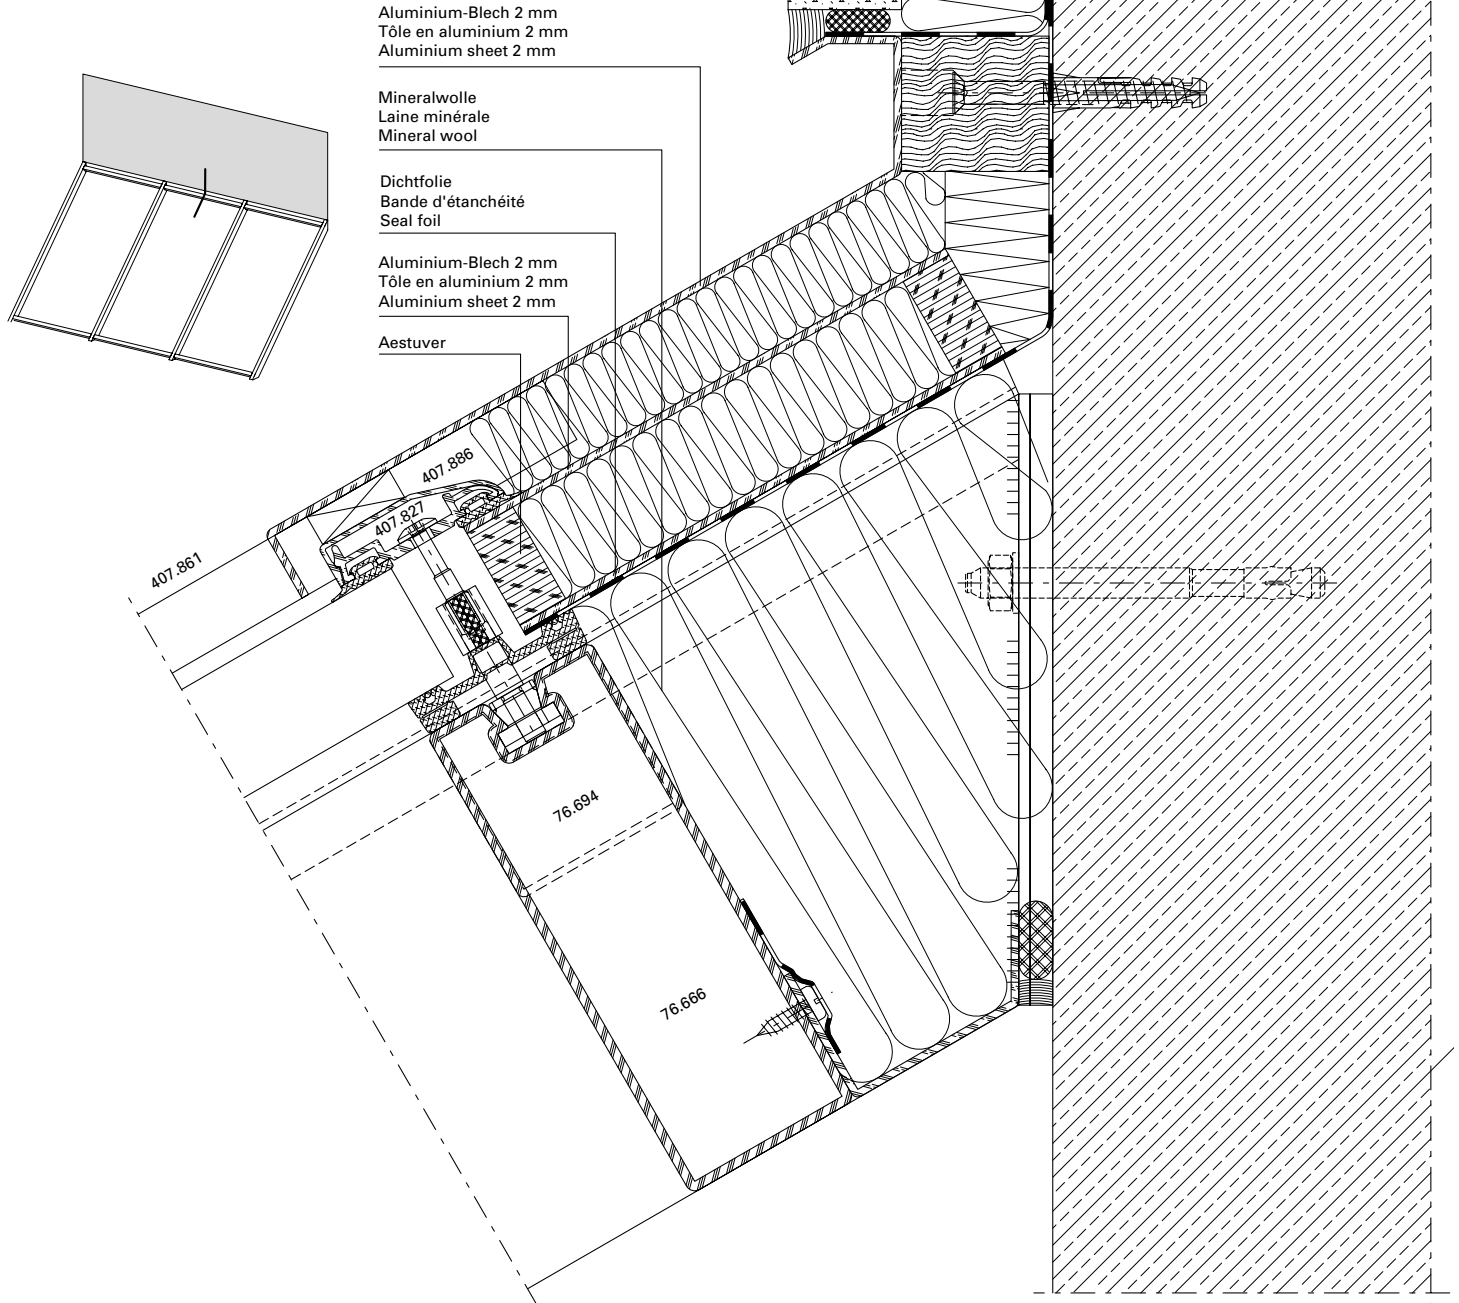 Aluminium-Blech 2 mm
Tôle en aluminium 2 mm
Aluminium sheet 2 mm
Mineralwolle
Laine minérale
Mineral wool
Dichtfolie
Bande d'étanchéité
Seal foil
Aluminium-Blech 2 mm
Tôle en aluminium 2 mm
Aluminium sheet 2 mm
Aestuver
407.886
407.827
407.861
76.694
76.666